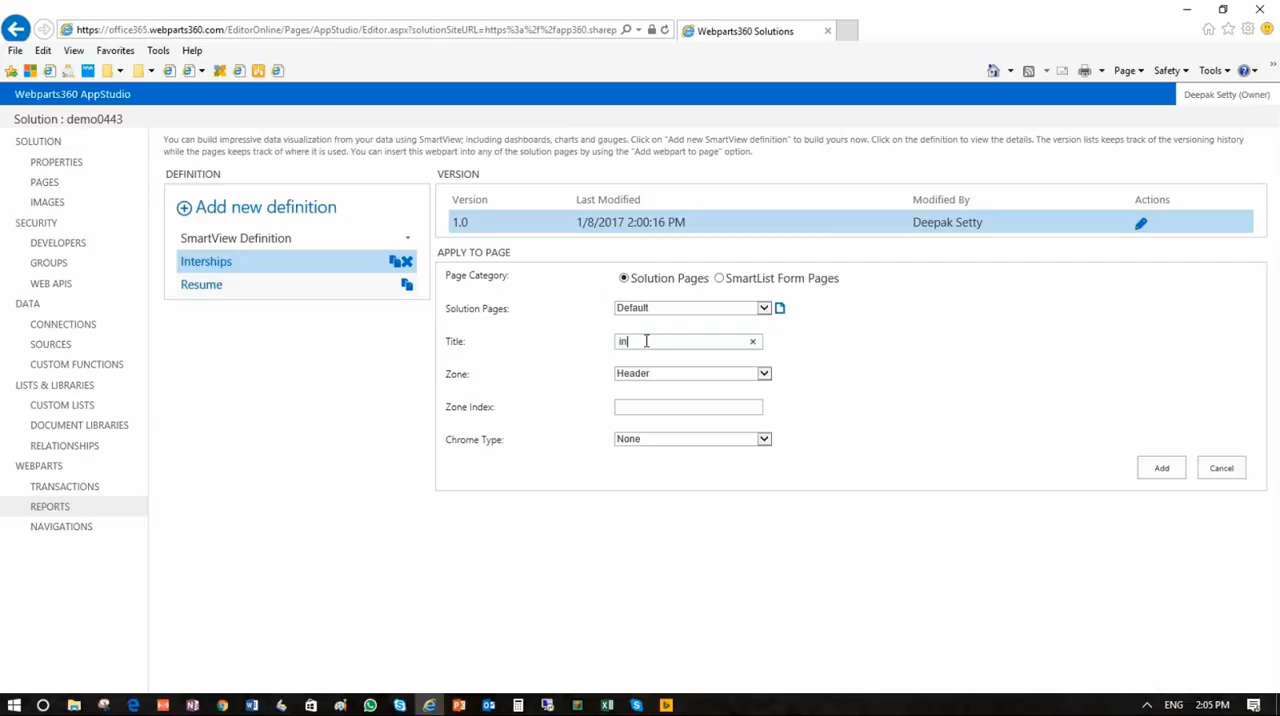 https://office365.webparts360.com/EditorOnline/Pages/AppStudio/Editor.aspx?solutionSiteURL=https%3a%2f%2fapp360.sharep
Webparts360 Solutions
File Edit View Favorites Tools Help
Page Safety Tools
Webparts360 AppStudio
Deepak Setty (Owner)
Solution : demo0443
SOLUTION
PROPERTIES
PAGES
IMAGES
SECURITY
DEVELOPERS
GROUPS
WEB APIS
DATA
CONNECTIONS
SOURCES
CUSTOM FUNCTIONS
LISTS & LIBRARIES
CUSTOM LISTS
DOCUMENT LIBRARIES
RELATIONSHIPS
WEBPARTS
TRANSACTIONS
REPORTS
NAVIGATIONS
You can build impressive data visualization from your data using SmartView; including dashboards, charts and gauges. Click on "Add new SmartView definition" to build yours now. Click on the definition to view the details. The version lists keeps track of the versioning history
while the pages keeps track of where it is used. You can insert this webpart into any of the solution pages by using the "Add webpart to page" option.
DEFINITION
Add new definition
SmartView Definition
Interships
Resume
VERSION
Version Last Modified Modified By Actions
1.0 1/8/2017 2:00:16 PM Deepak Setty
APPLY TO PAGE
Page Category: Solution Pages SmartList Form Pages
Solution Pages: Default
Title: in
Zone: Header
Zone Index:
Chrome Type: None
Add Cancel
ENG 2:05 PM